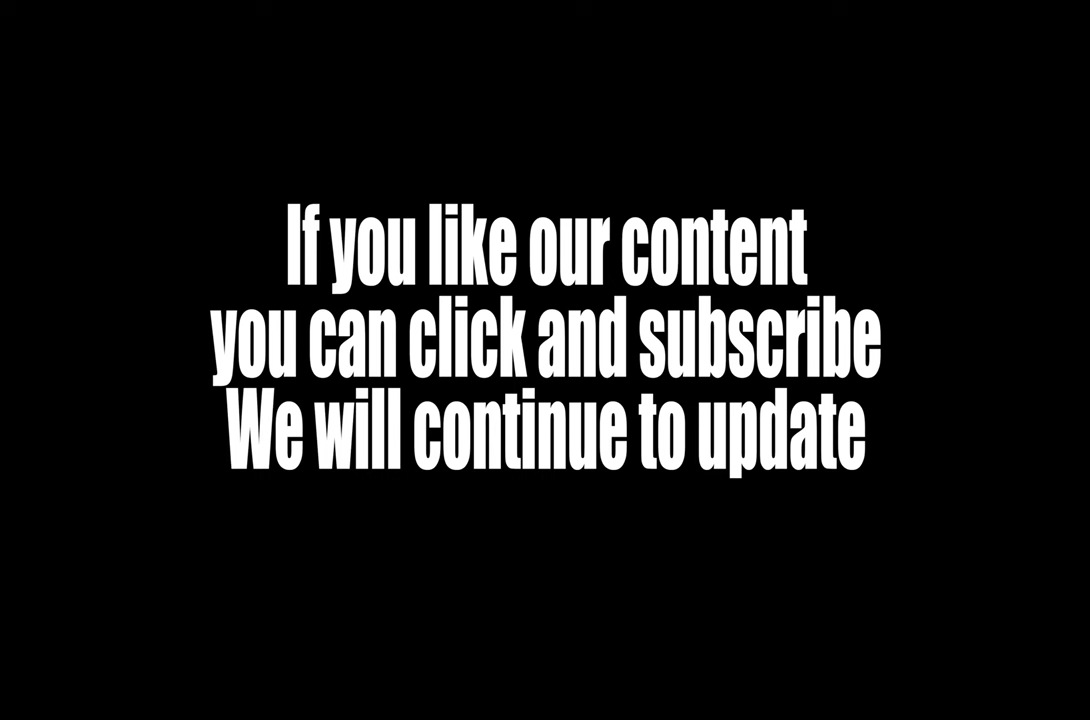 If you like our content
you can click and subscribe
We will continue to update